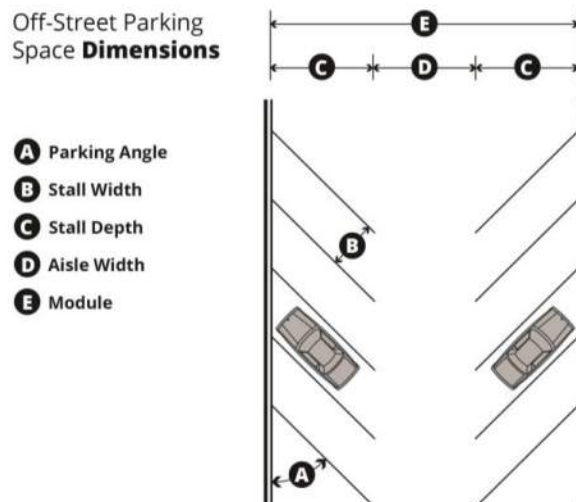 Off-Street Parking
Space Dimensions
E
C D C
A Parking Angle
B Stall Width
C Stall Depth
D Aisle Width
E Module
B
A